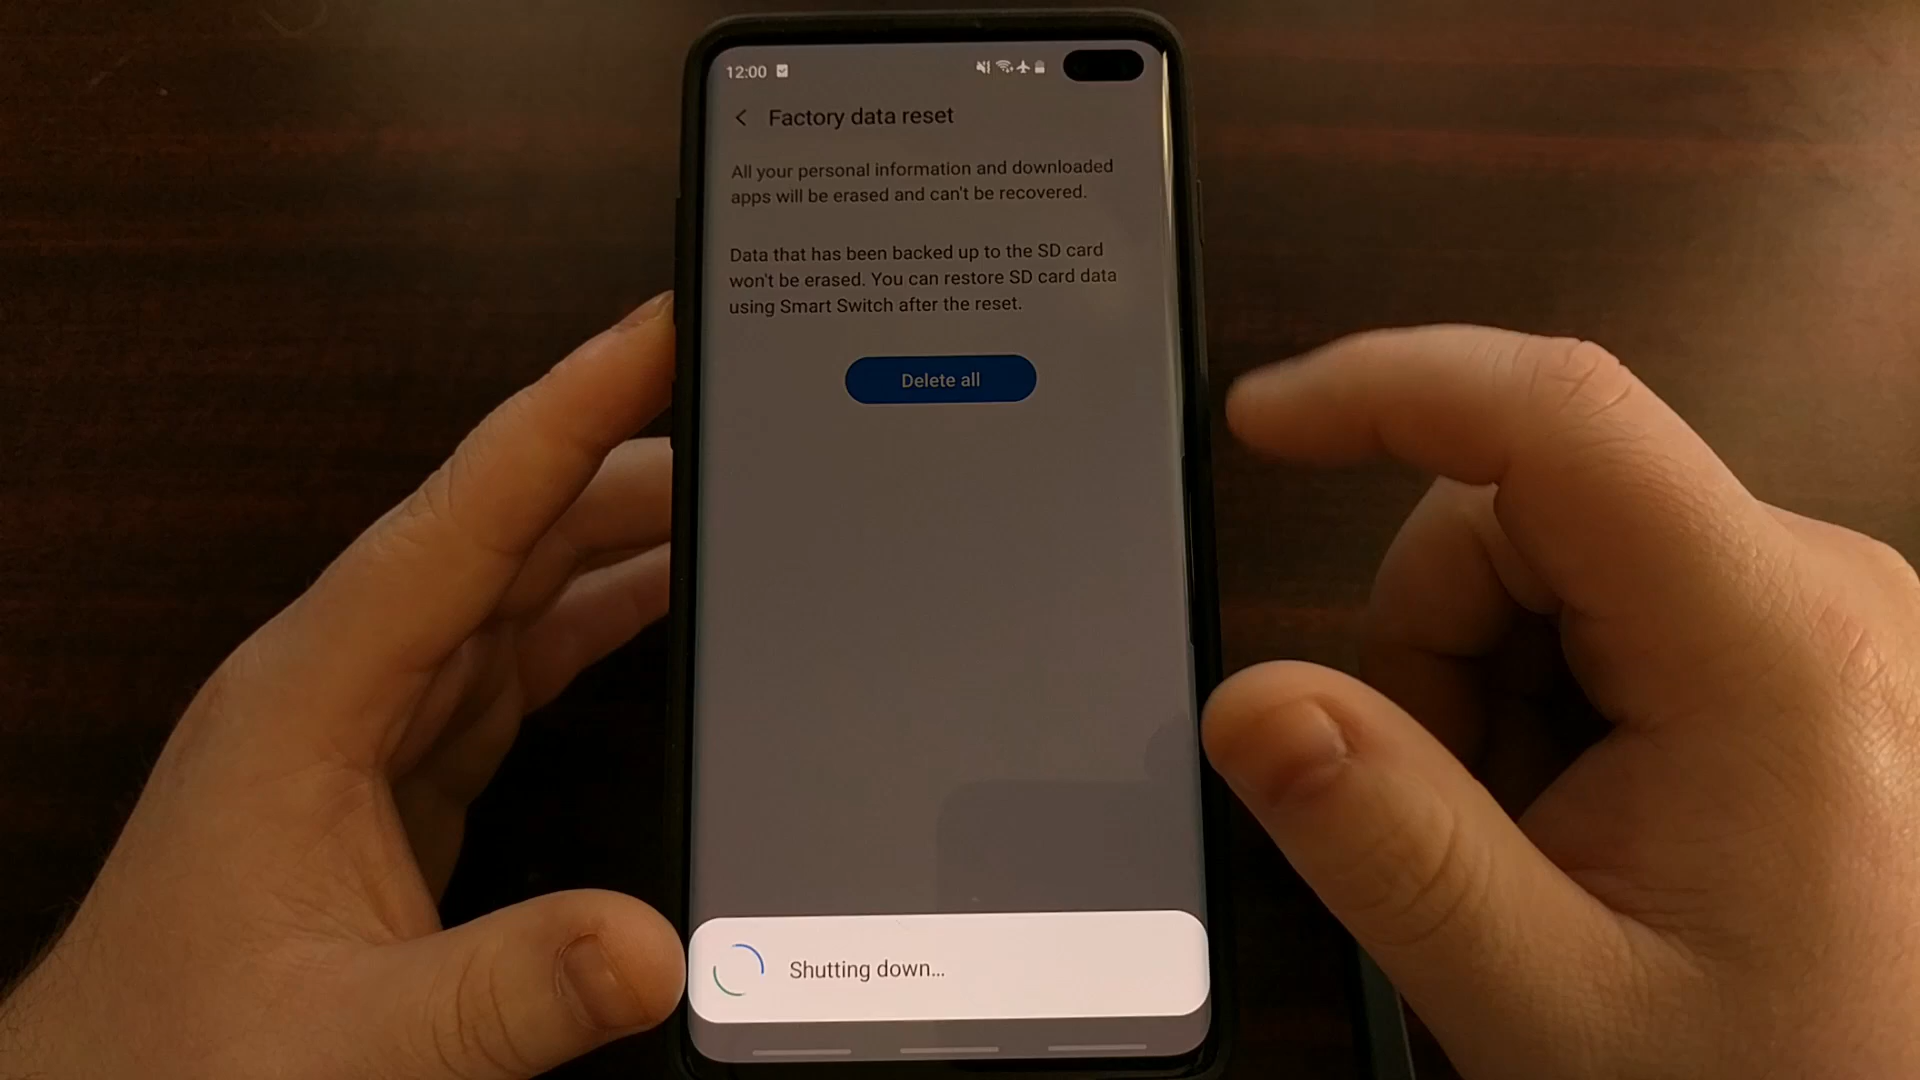 12:00
Factory data reset
All your personal information and downloaded
apps will be erased and can't be recovered.
Data that has been backed up to the SD card
won't be erased. You can restore SD card data
using Smart Switch after the reset.
Delete all
Shutting down...